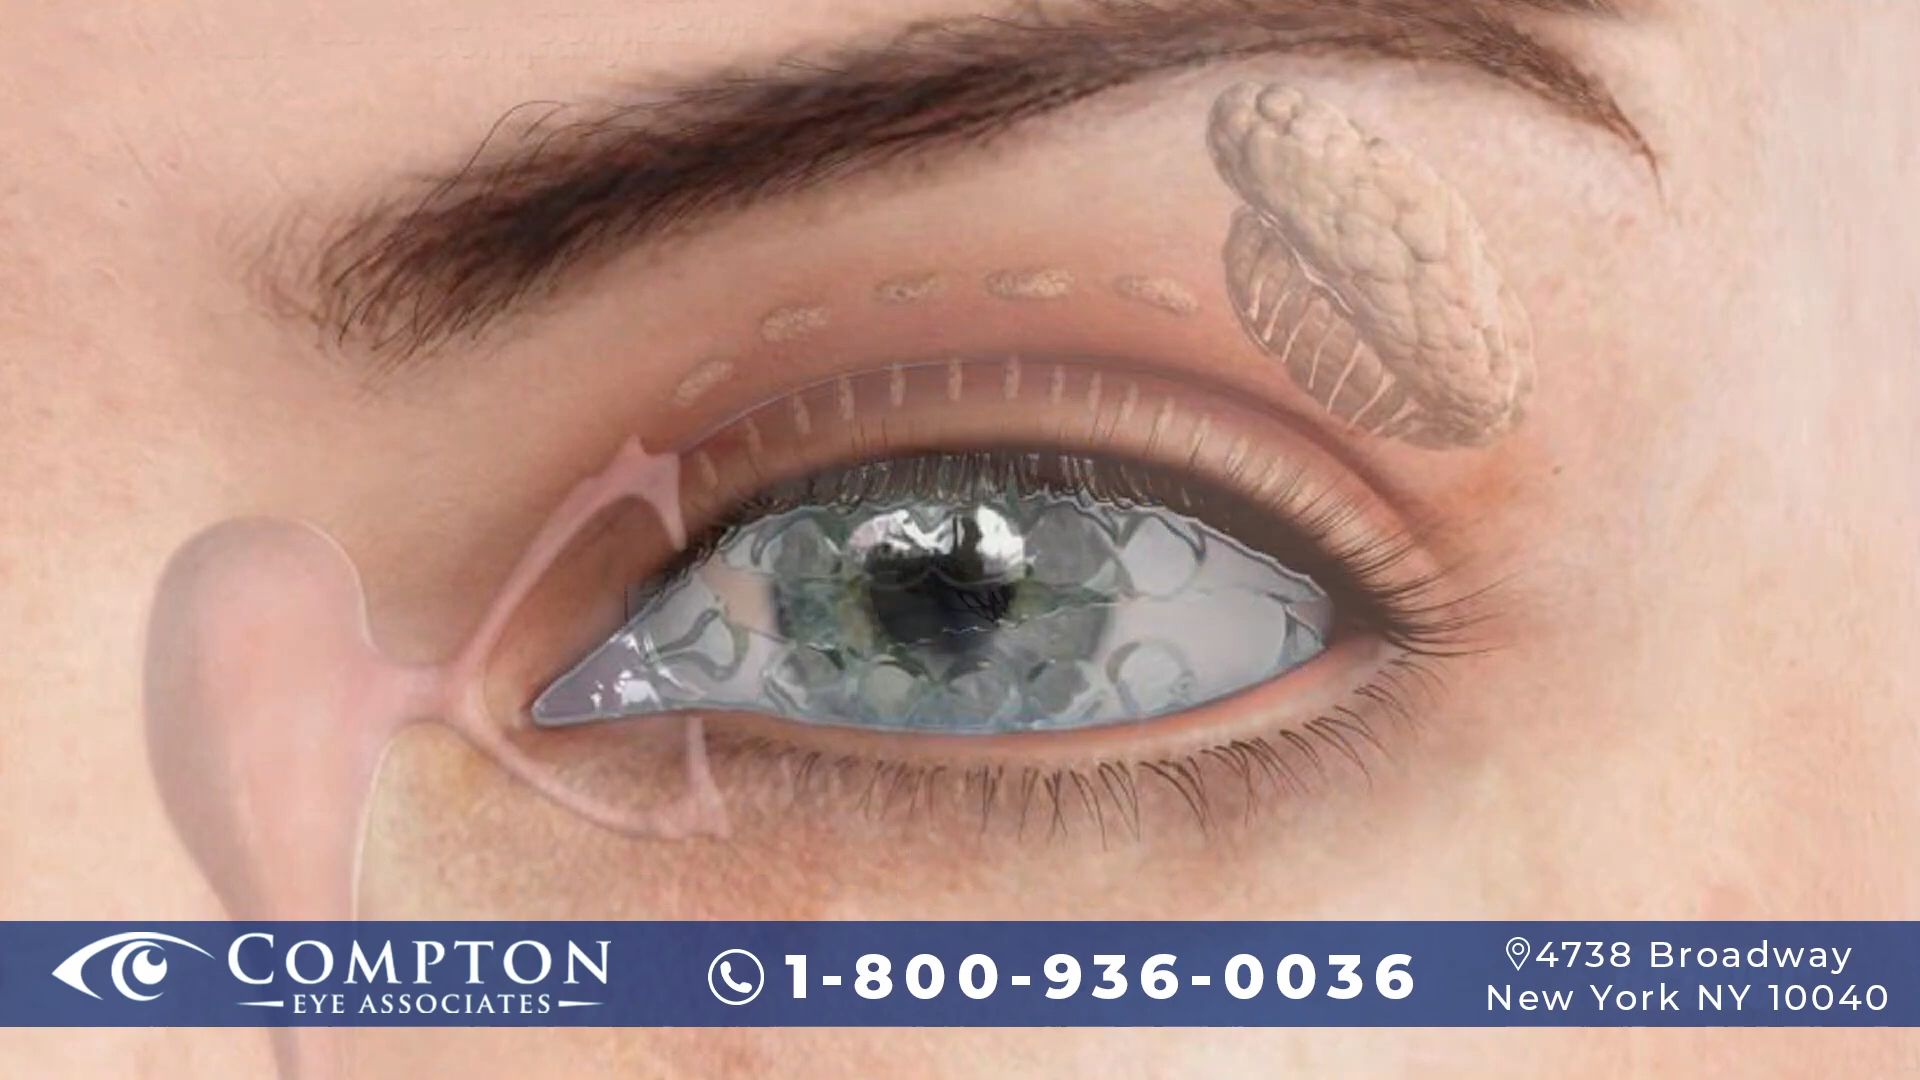 COMPTON
EYE ASSOCIATES
1-800-936-0036
4738 Broadway
New York NY 10040